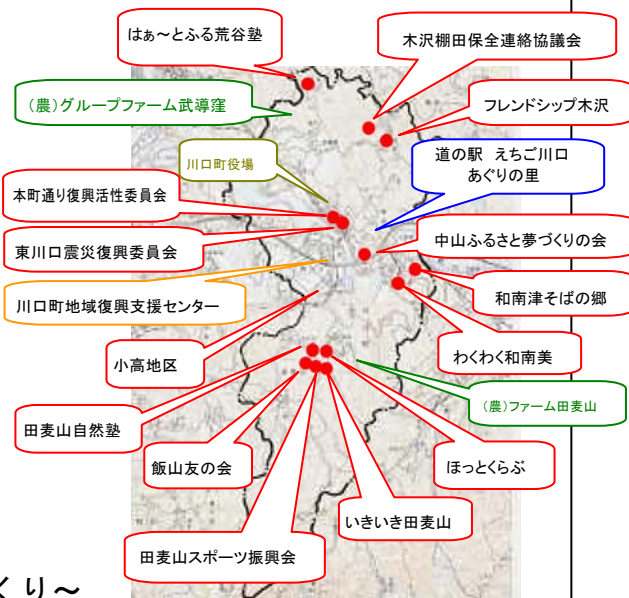 はぁ～とふる荒谷塾
木沢棚田保全連絡協議会
（農）グループファーム武導窪
フレンドシップ木沢
川口町役場
道の駅　えちご川口
あぐりの里
本町通り復興活性委員会
東川口震災復興委員会
中山ふるさと夢づくりの会
川口町地域復興支援センター
和南津そばの郷
小高地区
わくわく和南美
（農）ファーム田麦山
田麦山自然塾
飯山友の会
ほっとくらぶ
いきいき田麦山
田麦山スポーツ振興会
くり～